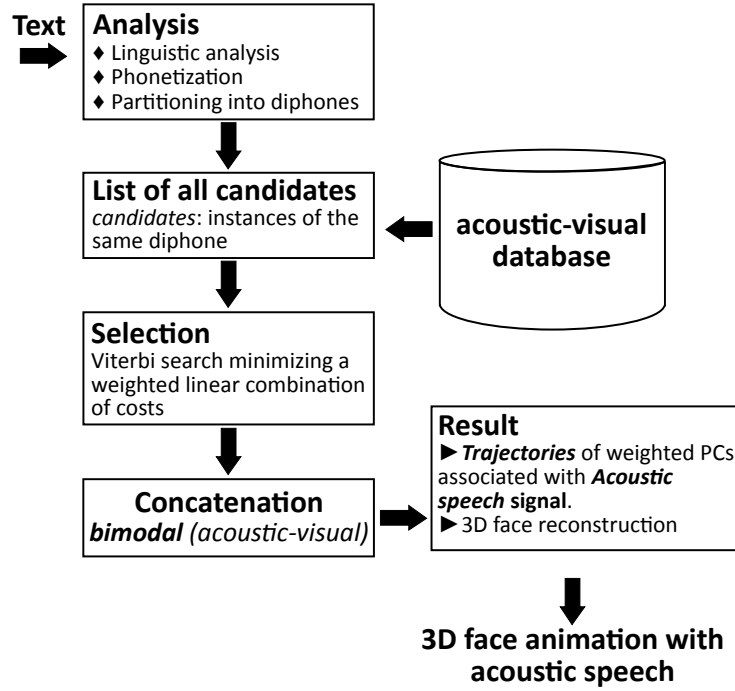 Text
Analysis
♦ Linguistic analysis
♦ Phonetization
♦ Partitioning into diphones
List of all candidates
candidates: instances of the
same diphone
acoustic-visual
database
Selection
Viterbi search minimizing a
weighted linear combination
of costs
Concatenation
bimodal (acoustic-visual)
Result
►Trajectories of weighted PCs
associated with Acoustic
speech signal.
►3D face reconstruction
3D face animation with
acoustic speech